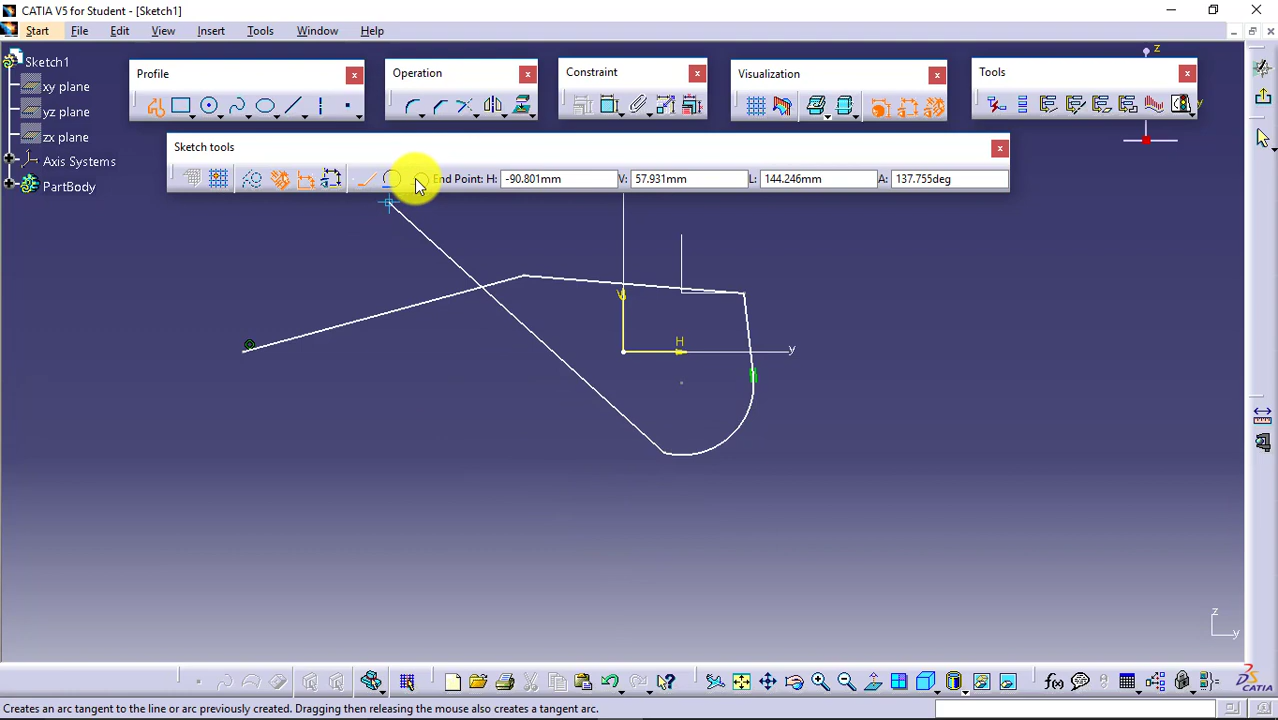 CATIA V5 for Student - [Sketch1]
Start File Edit View Insert Tools Window Help
Sketch1
xy plane
yz plane
zx plane
Axis Systems
PartBody
Profile
Operation
Constraint
Visualization
Tools
z
y
Sketch tools
End Point: H: -90.801mm V: 57.931mm L: 144.246mm A: 137.755deg
V
H
y
z
y
f(x)
CATIA
Creates an arc tangent to the line or arc previously created. Dragging then releasing the mouse also creates a tangent arc.